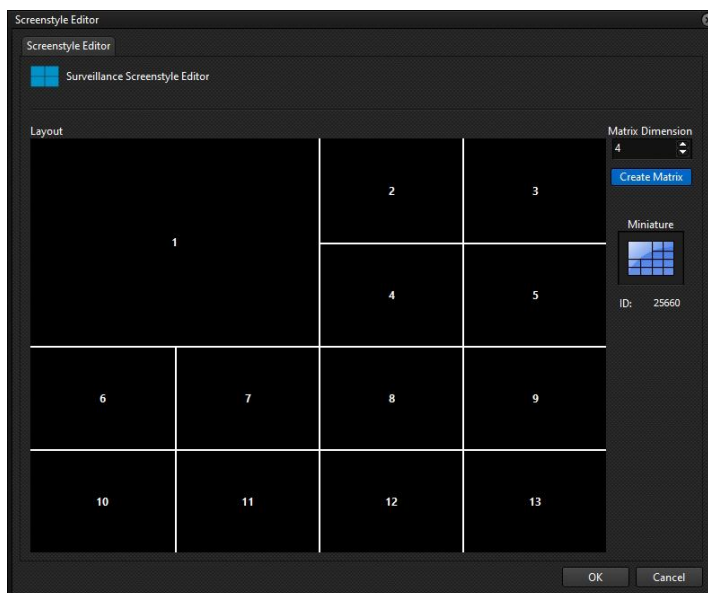 Screenstyle Editor
Screenstyle Editor
Surveillance Screenstyle Editor
Layout
Matrix Dimension
4
Create Matrix
Miniature
ID: 25660
1
2
3
4
5
6
7
8
9
10
11
12
13
OK
Cancel